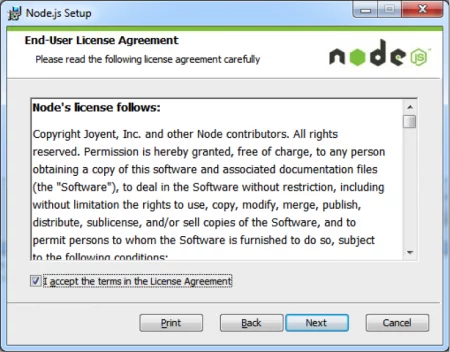 Node.js Setup
End-User License Agreement
Please read the following license agreement carefully
node
JS
Node's license follows:
Copyright Joyent, Inc. and other Node contributors. All rights
reserved. Permission is hereby granted, free of charge, to any person
obtaining a copy of this software and associated documentation files
(the "Software"), to deal in the Software without restriction, including
without limitation the rights to use, copy, modify, merge, publish,
distribute, sublicense, and/or sell copies of the Software, and to
permit persons to whom the Software is furnished to do so, subject
to the following conditions:
I accept the terms in the License Agreement
Print Back Next Cancel